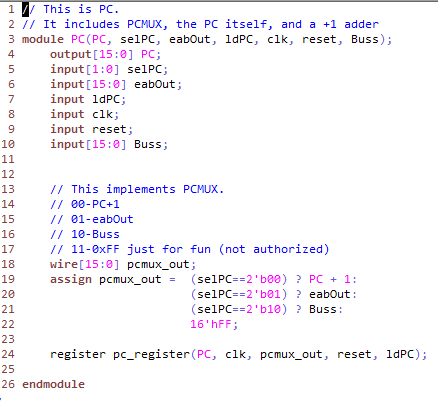 1 // This is PC.
2 // It includes PCMUX, the PC itself, and a +1 adder
3 module PC(PC, selPC, eabOut, ldPC, clk, reset, Buss);
4     output[15:0] PC;
5     input[1:0] selPC;
6     input[15:0] eabOut;
7     input ldPC;
8     input clk;
9     input reset;
10     input[15:0] Buss;
11
12
13     // This implements PCMUX.
14     // 00-PC+1
15     // 01-eabOut
16     // 10-Buss
17     // 11-0xFF just for fun (not authorized)
18     wire[15:0] pcmux_out;
19     assign pcmux_out =  (selPC==2'b00) ? PC + 1:
20                         (selPC==2'b01) ? eabOut:
21                         (selPC==2'b10) ? Buss:
22                         16'hFF;
23
24     register pc_register(PC, clk, pcmux_out, reset, ldPC);
25
26 endmodule